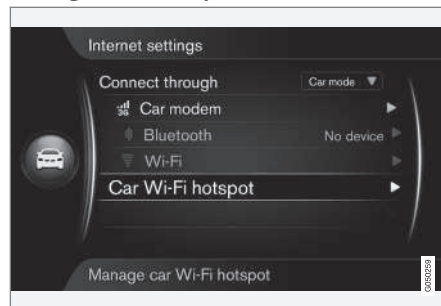 Internet settings
Connect through Car mode
3G Car modem
Bluetooth No device
Wi-Fi
Car Wi-Fi hotspot
Manage car Wi-Fi hotspot
G050259